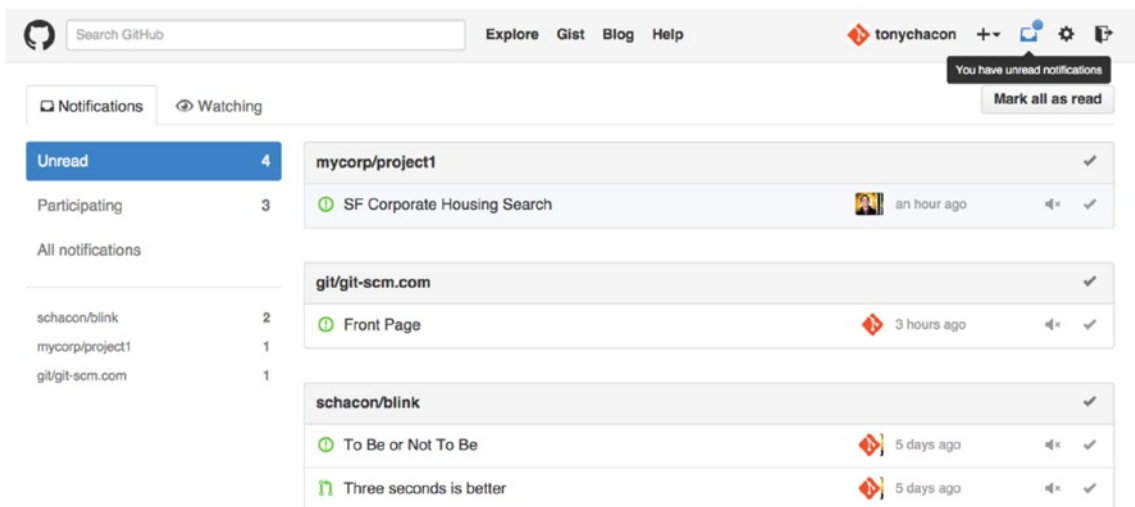 Search GitHub Explore Gist Blog Help tonychacon
You have unread notifications
Notifications Watching Mark all as read
Unread 4
Participating 3
All notifications
schacon/blink 2
mycorp/project1 1
git/git-scm.com 1
mycorp/project1
SF Corporate Housing Search an hour ago
git/git-scm.com
Front Page 3 hours ago
schacon/blink
To Be or Not To Be 5 days ago
Three seconds is better 5 days ago